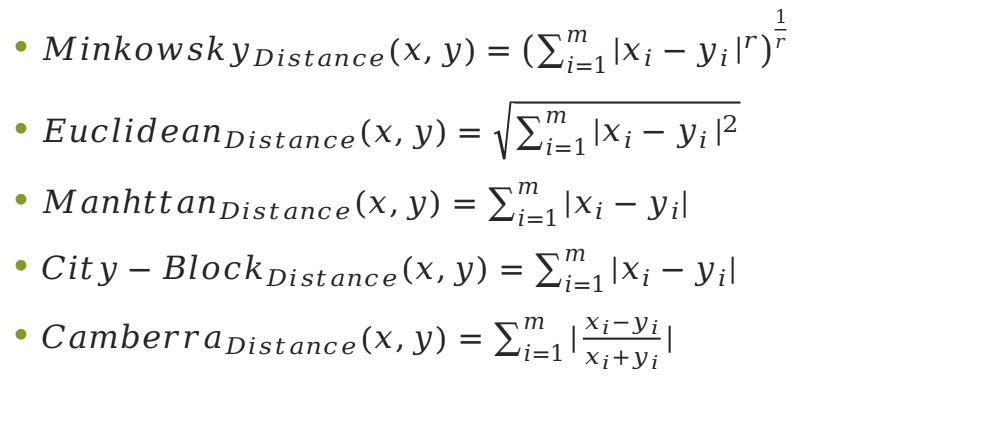 • Minkowsky_Distance(x, y) = (∑_{i=1}^{m} |x_i − y_i|^r)^{1/r}
• Euclidean_Distance(x, y) = √(∑_{i=1}^{m} |x_i − y_i|^2)
• Manhttan_Distance(x, y) = ∑_{i=1}^{m} |x_i − y_i|
• City − Block_Distance(x, y) = ∑_{i=1}^{m} |x_i − y_i|
• Camberra_Distance(x, y) = ∑_{i=1}^{m} |(x_i−y_i)/(x_i+y_i)|